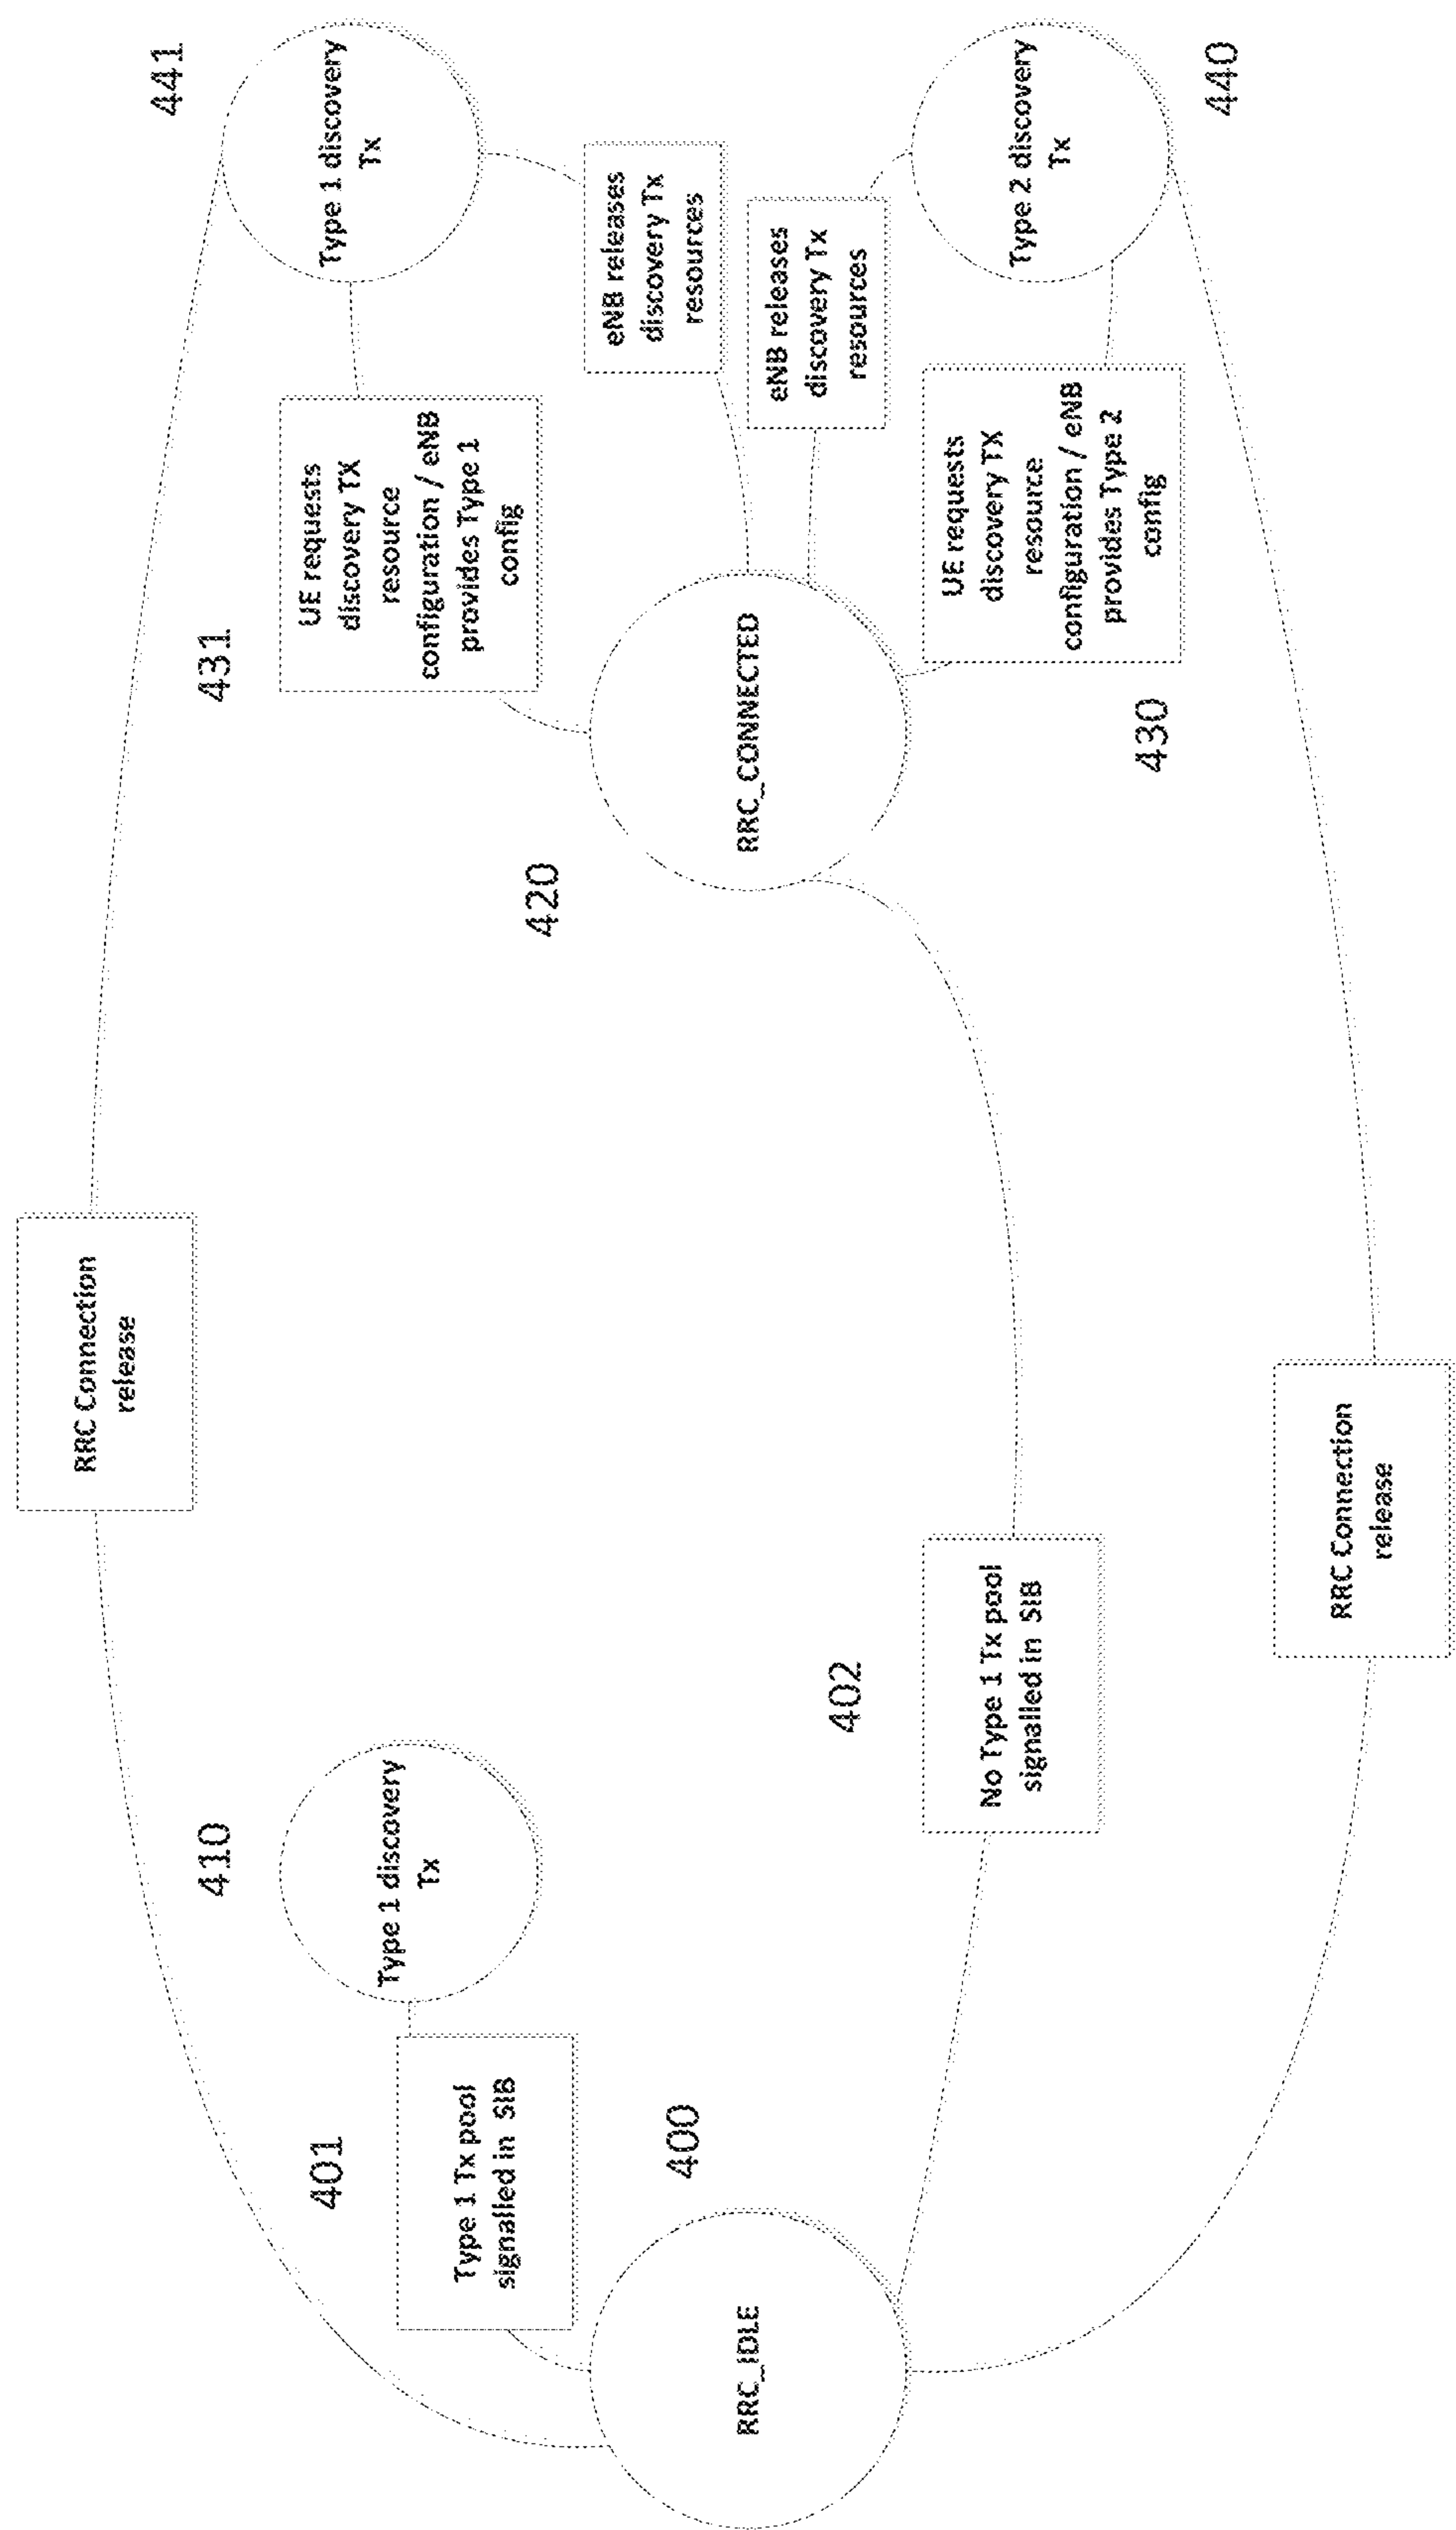 RRC Connection
release
441
Type 1 discovery
Tx
431
UE requests
discovery TX
resource
configuration / eNB
provides Type 1
config
410
Type 1 discovery
Tx
401
Type 1 Tx pool
signalled in SIB
eNB releases
discovery Tx
resources
420
RRC_CONNECTED
400
RRC_IDLE
eNB releases
discovery Tx
resources
402
No Type 1 Tx pool
signalled in SIB
UE requests
discovery TX
resource
configuration / eNB
provides Type 2
config
430
Type 2 discovery
Tx
440
RRC Connection
release